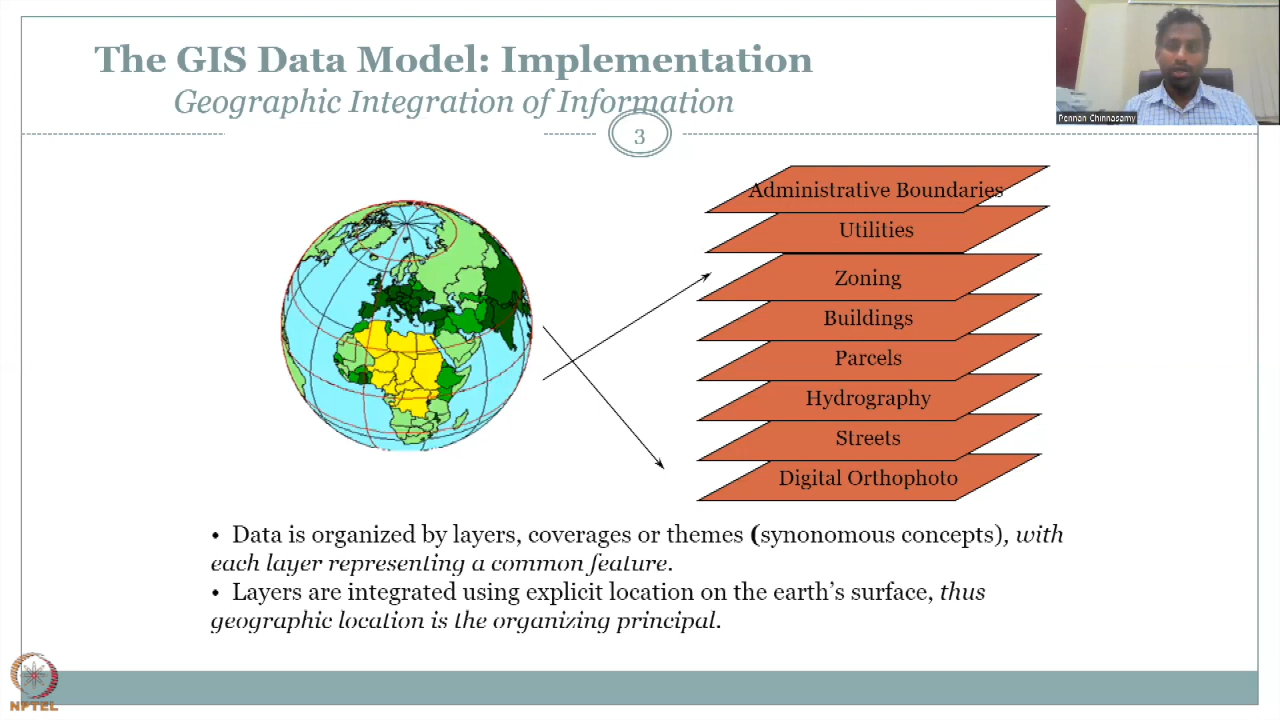 The GIS Data Model: Implementation
Geographic Integration of Information
Pennan Chinnasamy
3
Administrative Boundaries
Utilities
Zoning
Buildings
Parcels
Hydrography
Streets
Digital Orthophoto
• Data is organized by layers, coverages or themes (synonomous concepts), with
each layer representing a common feature.
• Layers are integrated using explicit location on the earth's surface, thus
geographic location is the organizing principal.
NPTEL